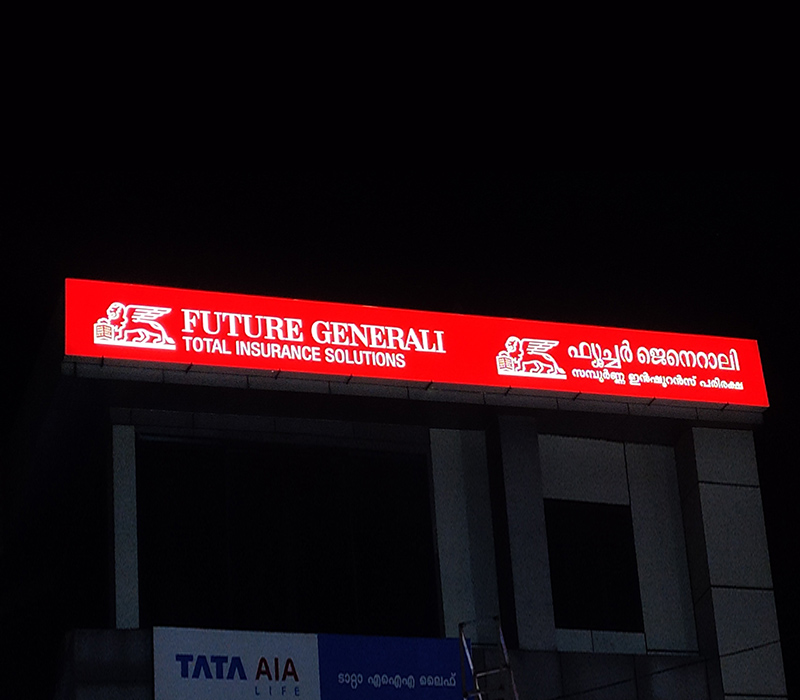 FUTURE GENERALI
TOTAL INSURANCE SOLUTIONS
ഫ്യൂച്ചർ ജെനെറാലി
സമ്പൂർണ്ണ ഇൻഷുറൻസ് പരിരക്ഷ
TATA AIA
LIFE
ടാറ്റാ എഐഎ ലൈഫ്